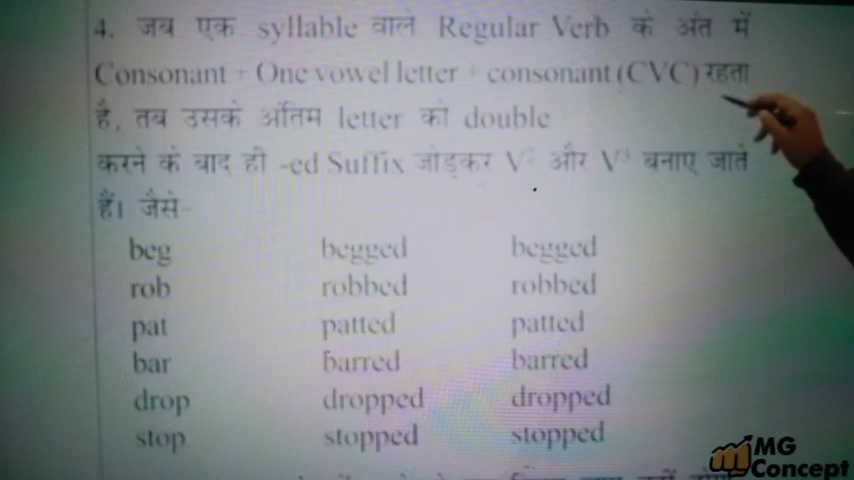 4. जब एक syllable वाले Regular Verb के अंत में
Consonant + One vowel letter + consonant (CVC) रहता
है, तब उसके अंतिम letter को double
करने के बाद ही -ed Suffix जोड़कर V² और V³ बनाए जाते
हैं। जैसे-
beg begged begged
rob robbed robbed
pat patted patted
bar barred barred
drop dropped dropped
stop stopped stopped
MG
Concept